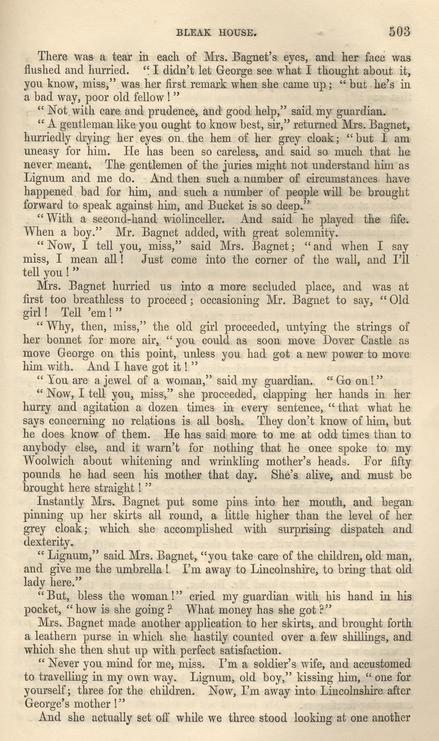 BLEAK HOUSE. 503
There was a tear in each of Mrs. Bagnet's eyes, and her face was
flushed and hurried. "I didn't let George see what I thought about it,
you know, miss," was her first remark when she came up; "but he's in
a bad way, poor old fellow!"
"Not with care and prudence, and good help," said my guardian.
"A gentleman like you ought to know best, sir," returned Mrs. Bagnet,
hurriedly drying her eyes on the hem of her grey cloak; "but I am
uneasy for him. He has been so careless, and said so much that he
never meant. The gentlemen of the juries might not understand him as
Lignum and me do. And then such a number of circumstances have
happened bad for him, and such a number of people will be brought
forward to speak against him, and Bucket is so deep."
"With a second-hand wiolinceller. And said he played the fife.
When a boy." Mr. Bagnet added, with great solemnity.
"Now, I tell you, miss," said Mrs. Bagnet; "and when I say
miss, I mean all! Just come into the corner of the wall, and I'll
tell you!"
Mrs. Bagnet hurried us into a more secluded place, and was at
first too breathless to proceed; occasioning Mr. Bagnet to say, "Old
girl! Tell 'em!"
"Why, then, miss," the old girl proceeded, untying the strings of
her bonnet for more air, "you could as soon move Dover Castle as
move George on this point, unless you had got a new power to move
him with. And I have got it!"
"You are a jewel of a woman," said my guardian. "Go on!"
"Now, I tell you, miss," she proceeded, clapping her hands in her
hurry and agitation a dozen times in every sentence, "that what he
says concerning no relations is all bosh. They don't know of him, but
he does know of them. He has said more to me at odd times than to
anybody else, and it warn't for nothing that he once spoke to my
Woolwich about whitening and wrinkling mother's heads. For fifty
pounds he had seen his mother that day. She's alive, and must be
brought here straight!"
Instantly Mrs. Bagnet put some pins into her mouth, and began
pinning up her skirts all round, a little higher than the level of her
grey cloak; which she accomplished with surprising dispatch and
dexterity.
"Lignum," said Mrs. Bagnet, "you take care of the children, old man,
and give me the umbrella! I'm away to Lincolnshire, to bring that old
lady here."
"But, bless the woman!" cried my guardian with his hand in his
pocket, "how is she going? What money has she got?"
Mrs. Bagnet made another application to her skirts, and brought forth
a leathern purse in which she hastily counted over a few shillings, and
which she then shut up with perfect satisfaction.
"Never you mind for me, miss. I'm a soldier's wife, and accustomed
to travelling in my own way. Lignum, old boy," kissing him, "one for
yourself; three for the children. Now, I'm away into Lincolnshire after
George's mother!"
And she actually set off while we three stood looking at one another